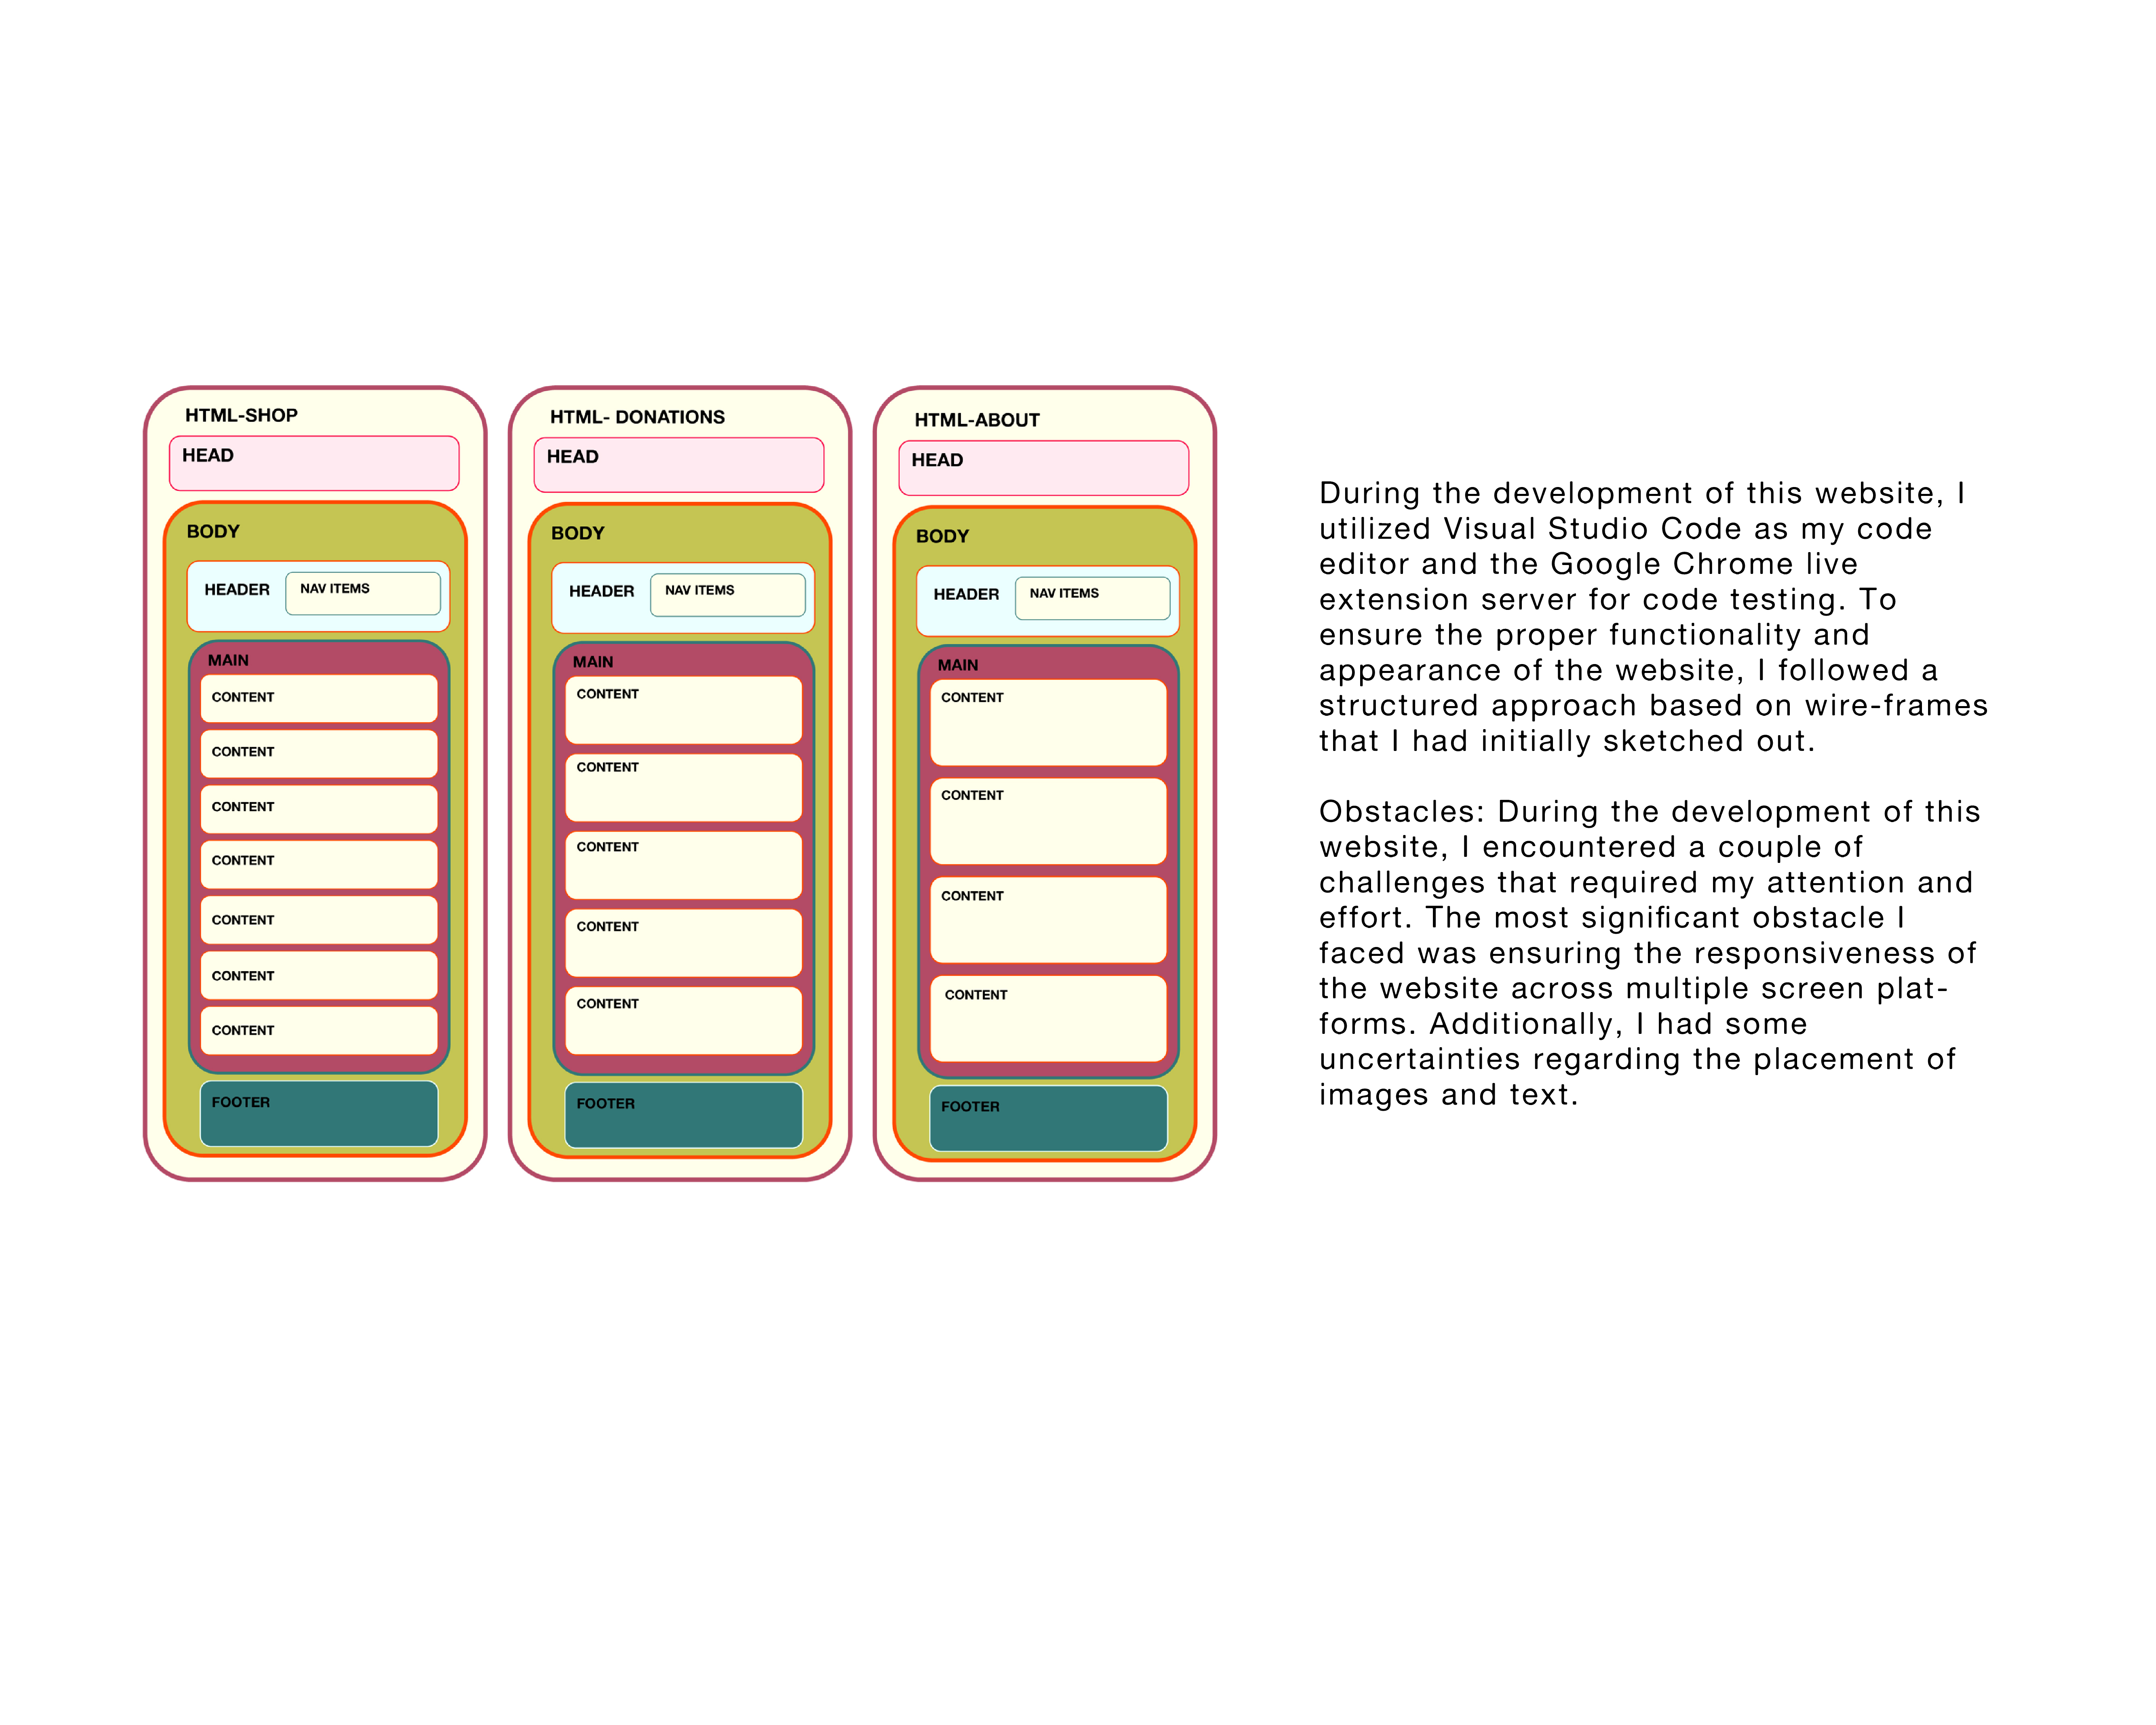 HTML-SHOP
HEAD
BODY
HEADER
NAV ITEMS
MAIN
CONTENT
CONTENT
CONTENT
CONTENT
CONTENT
CONTENT
CONTENT
FOOTER
HTML- DONATIONS
HEAD
BODY
HEADER
NAV ITEMS
MAIN
CONTENT
CONTENT
CONTENT
CONTENT
CONTENT
FOOTER
HTML-ABOUT
HEAD
BODY
HEADER
NAV ITEMS
MAIN
CONTENT
CONTENT
CONTENT
CONTENT
FOOTER
During the development of this website, I
utilized Visual Studio Code as my code
editor and the Google Chrome live
extension server for code testing. To
ensure the proper functionality and
appearance of the website, I followed a
structured approach based on wire-frames
that I had initially sketched out.
Obstacles: During the development of this
website, I encountered a couple of
challenges that required my attention and
effort. The most significant obstacle I
faced was ensuring the responsiveness of
the website across multiple screen plat-
forms. Additionally, I had some
uncertainties regarding the placement of
images and text.